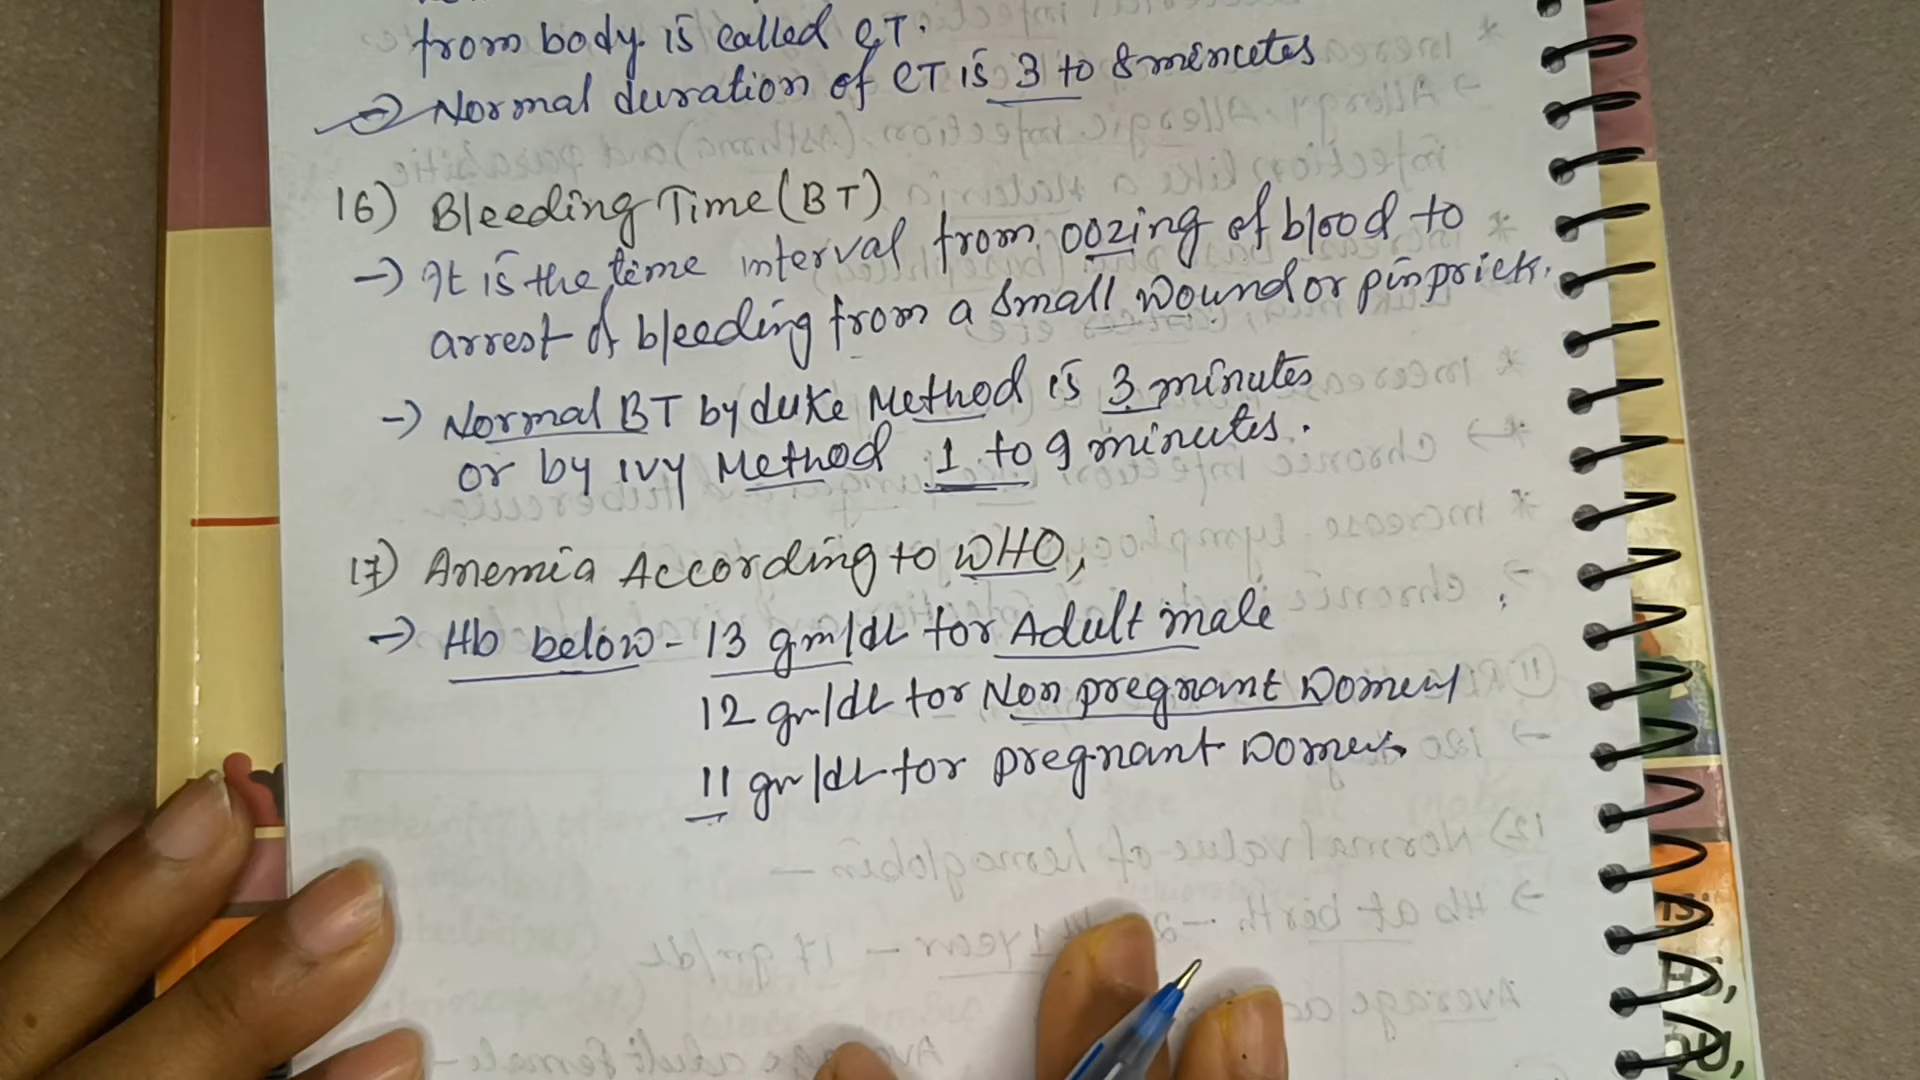 from body. is called CT.
→ Normal duration of CT is 3 to 8 minutes
16) Bleeding Time (BT)
→ It is the time interval from oozing of blood to
arrest of bleeding from a small wound or pinprick.
→ Normal BT by duke Method is 3 minutes
or by IVY Method 1 to 9 minutes.
17) Anemia According to WHO,
→ Hb below - 13 gm/dL for Adult male
12 gm/dL for Non pregnant women
11 gm/dL for pregnant women